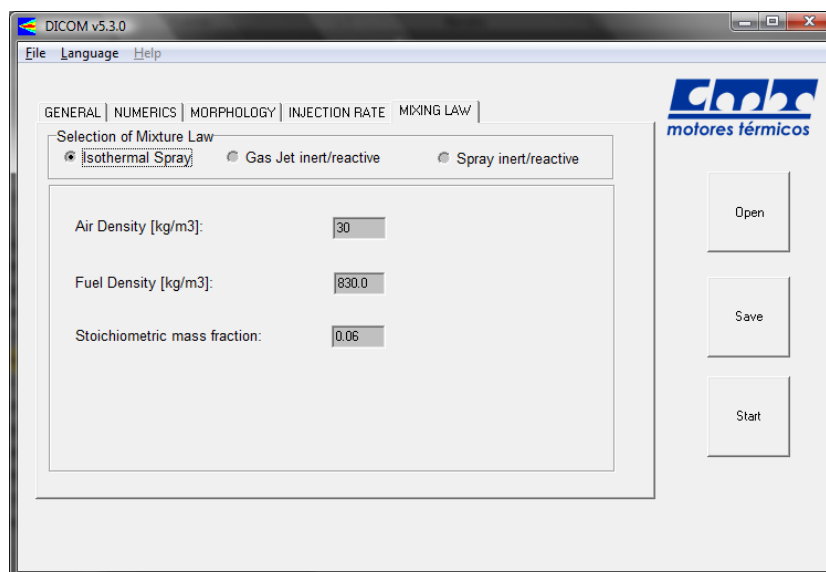 DICOM v5.3.0
File Language Help
GENERAL NUMERICS MORPHOLOGY INJECTION RATE MIXING LAW
Selection of Mixture Law
Isothermal Spray Gas Jet inert/reactive Spray inert/reactive
Air Density [kg/m3]: 30
Fuel Density [kg/m3]: 830.0
Stoichiometric mass fraction: 0.06
cmt
motores térmicos
Open
Save
Start